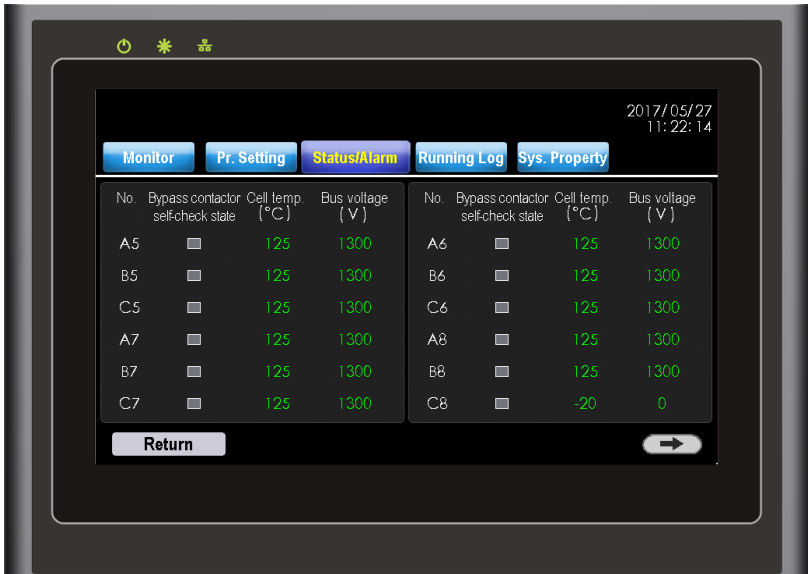 2017/05/27
11:22:14
Monitor Pr. Setting Status/Alarm Running Log Sys. Property
No. Bypass contactor self-check state Cell temp. (°C) Bus voltage (V) No. Bypass contactor self-check state Cell temp. (°C) Bus voltage (V)
A5 125 1300 A6 125 1300
B5 125 1300 B6 125 1300
C5 125 1300 C6 125 1300
A7 125 1300 A8 125 1300
B7 125 1300 B8 125 1300
C7 125 1300 C8 -20 0
Return